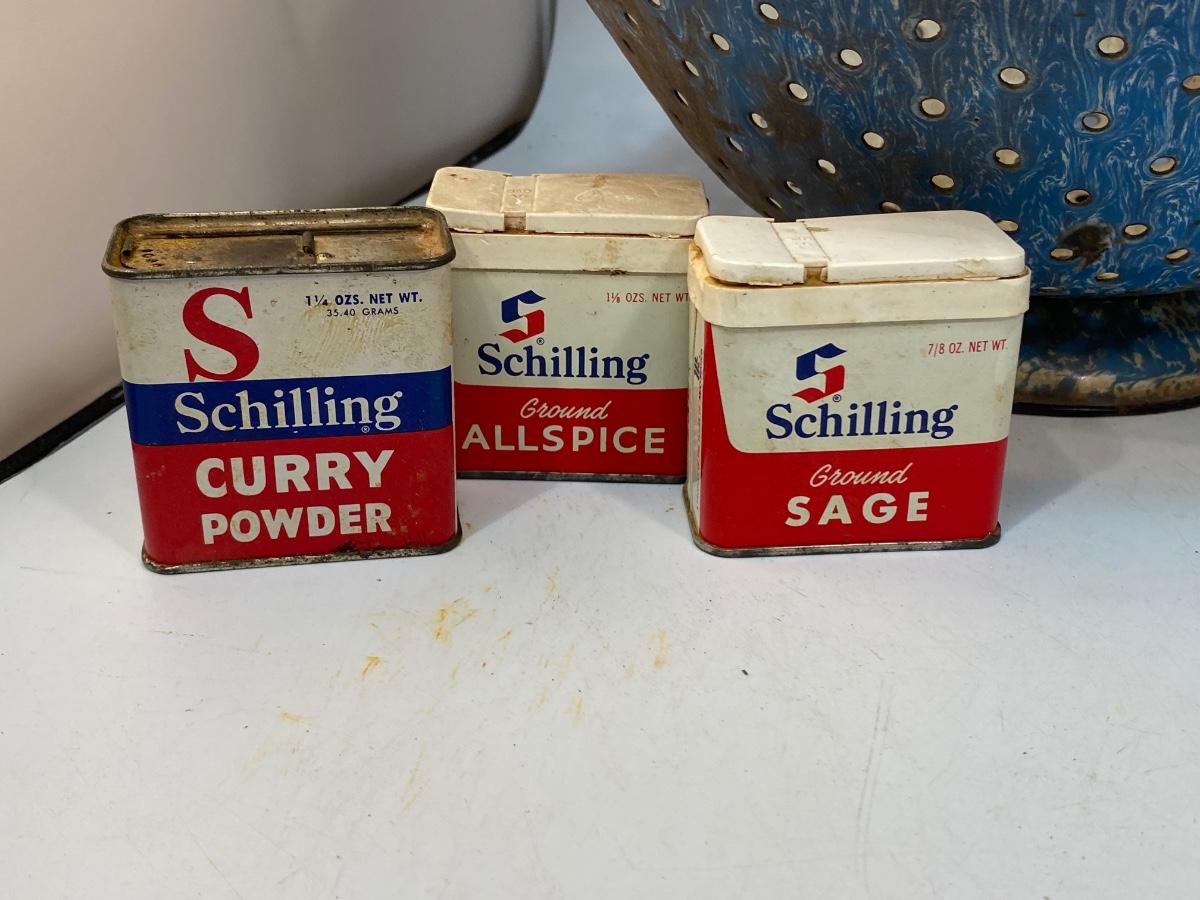 S
1¼ OZS. NET WT.
35.40 GRAMS
Schilling®
CURRY
POWDER
S
1⅛ OZS. NET WT
Schilling®
Ground
ALLSPICE
S
7/8 OZ. NET WT.
Schilling®
Ground
SAGE